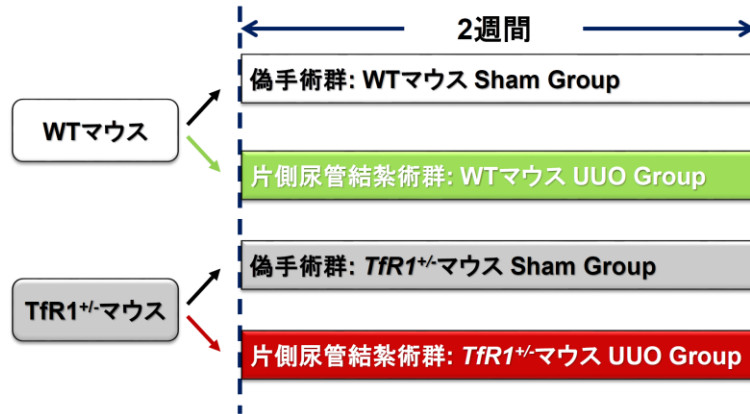 2週間
偽手術群: WTマウス Sham Group
WTマウス
片側尿管結紮術群: WTマウス UUO Group
偽手術群: TfR1+/-マウス Sham Group
TfR1+/-マウス
片側尿管結紮術群: TfR1+/-マウス UUO Group